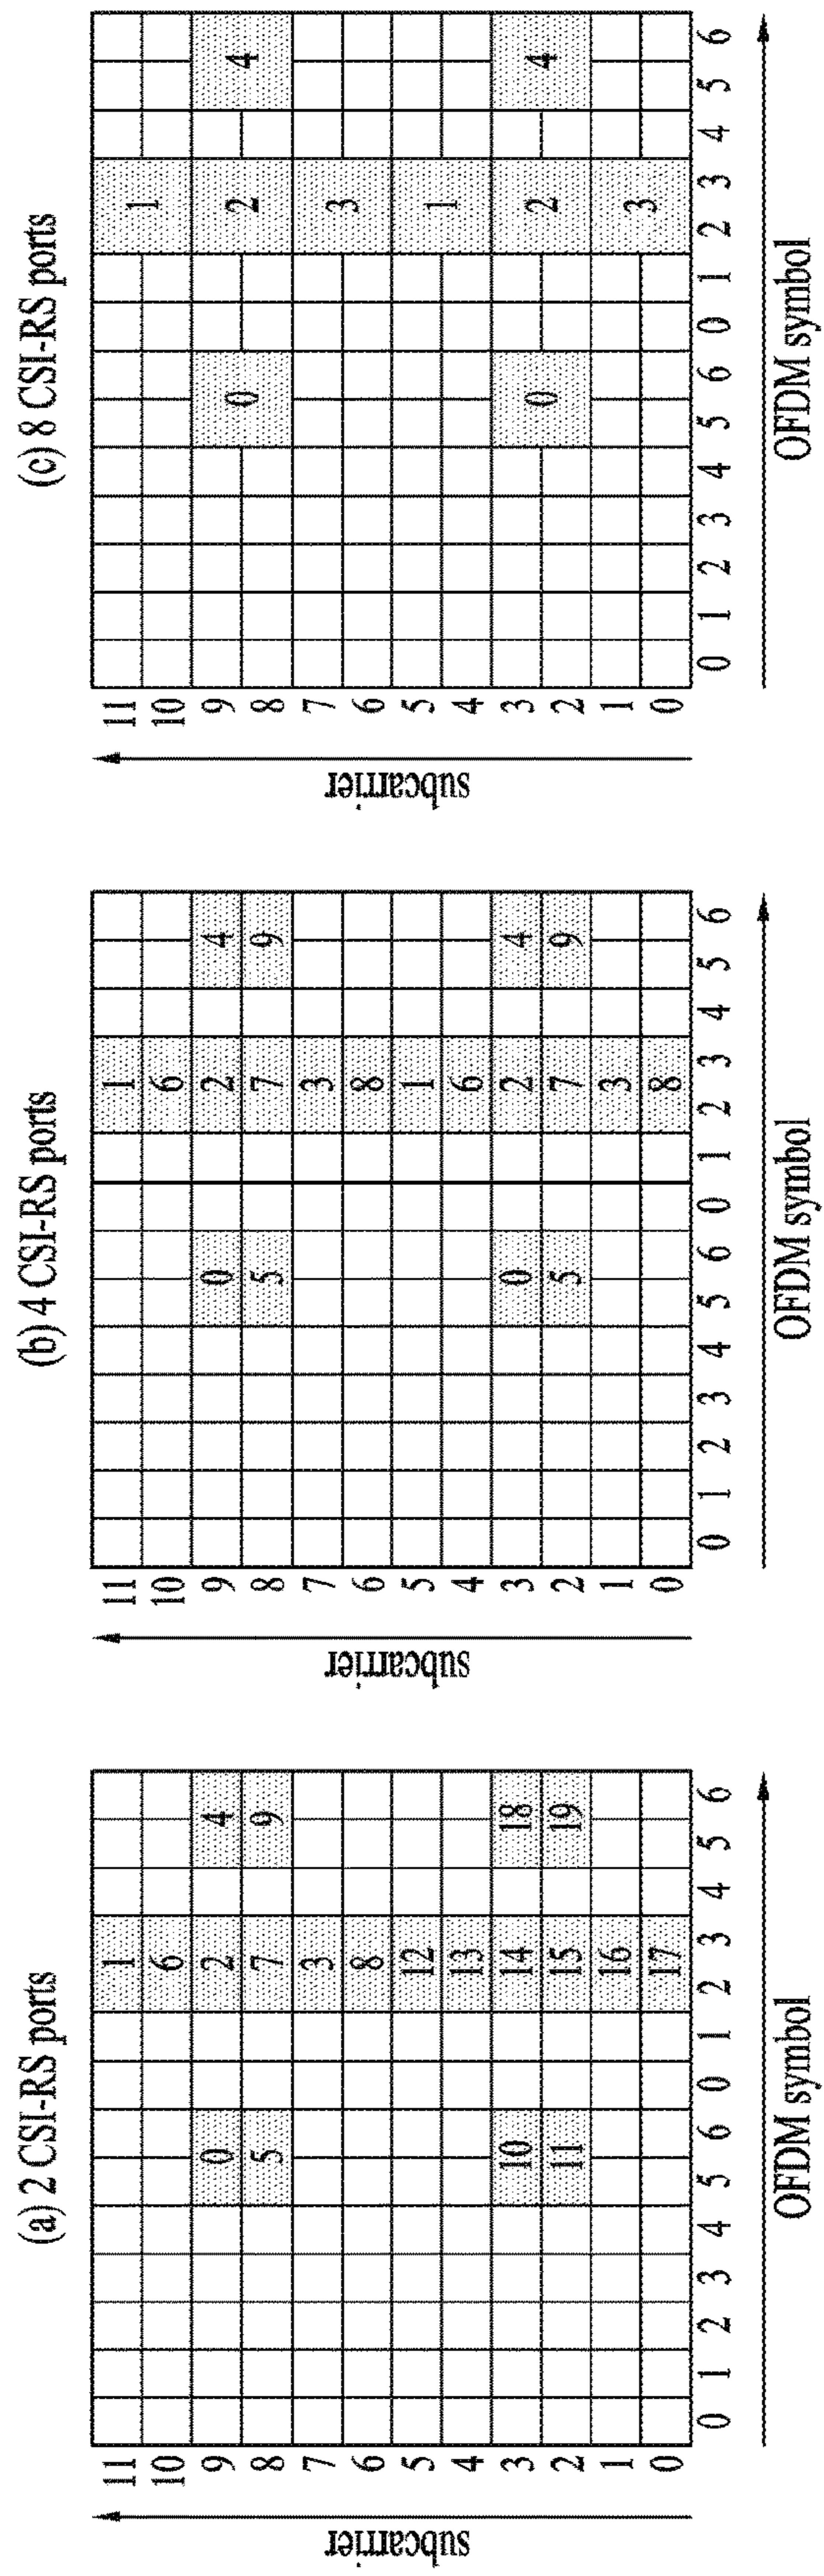 (a) 2 CSI-RS ports
subcarrier
11 1
10 6
9 0 2 4
8 5 7 9
7 3
6 8
5 12
4 13
3 10 14 18
2 11 15 19
1 16
0 17
0 1 2 3 4 5 6 0 1 2 3 4 5 6
OFDM symbol
(b) 4 CSI-RS ports
subcarrier
11 1
10 6
9 0 2 4
8 5 7 9
7 3
6 8
5 1
4 6
3 0 2 4
2 5 7 9
1 3
0 8
0 1 2 3 4 5 6 0 1 2 3 4 5 6
OFDM symbol
(c) 8 CSI-RS ports
subcarrier
11
1
10
9
0 2 4
8
7
3
6
5
1
4
3
0 2 4
2
1
3
0
0 1 2 3 4 5 6 0 1 2 3 4 5 6
OFDM symbol